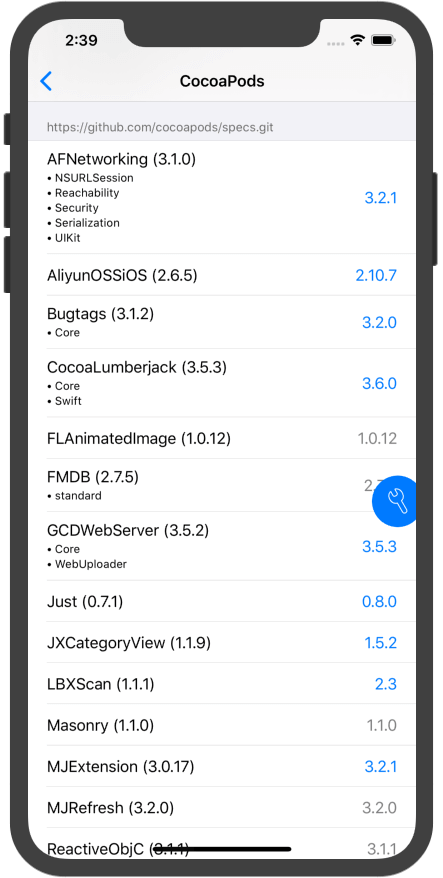 2:39
CocoaPods
https://github.com/cocoapods/specs.git
AFNetworking (3.1.0)
• NSURLSession
• Reachability
• Security
• Serialization
• UIKit
3.2.1
AliyunOSSiOS (2.6.5)
2.10.7
Bugtags (3.1.2)
• Core
3.2.0
CocoaLumberjack (3.5.3)
• Core
• Swift
3.6.0
FLAnimatedImage (1.0.12)
1.0.12
FMDB (2.7.5)
• standard
GCDWebServer (3.5.2)
• Core
• WebUploader
3.5.3
Just (0.7.1)
0.8.0
JXCategoryView (1.1.9)
1.5.2
LBXScan (1.1.1)
2.3
Masonry (1.1.0)
1.1.0
MJExtension (3.0.17)
3.2.1
MJRefresh (3.2.0)
3.2.0
ReactiveObjC (3.1.1)
3.1.1